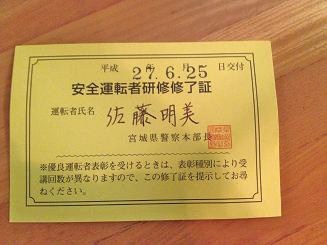 平成 27年 6月 25日交付
安全運転者研修修了証
運転者氏名 佐藤明美
宮城県警察本部長
※優良運転者表彰を受けるときは、表彰種別により受
講回数が異なりますので、この修了証を提示してお尋
ねください。